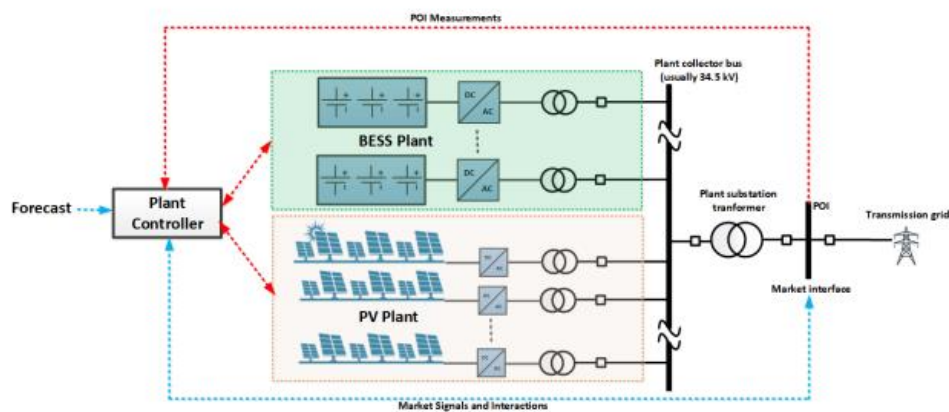 POI Measurements
Plant collector bus
(usually 34.5 kV)
DC
AC
BESS Plant
DC
AC
Plant substation
tranformer
POI
Transmission grid
Forecast
Plant
Controller
Market interface
PV Plant
Market Signals and Interactions